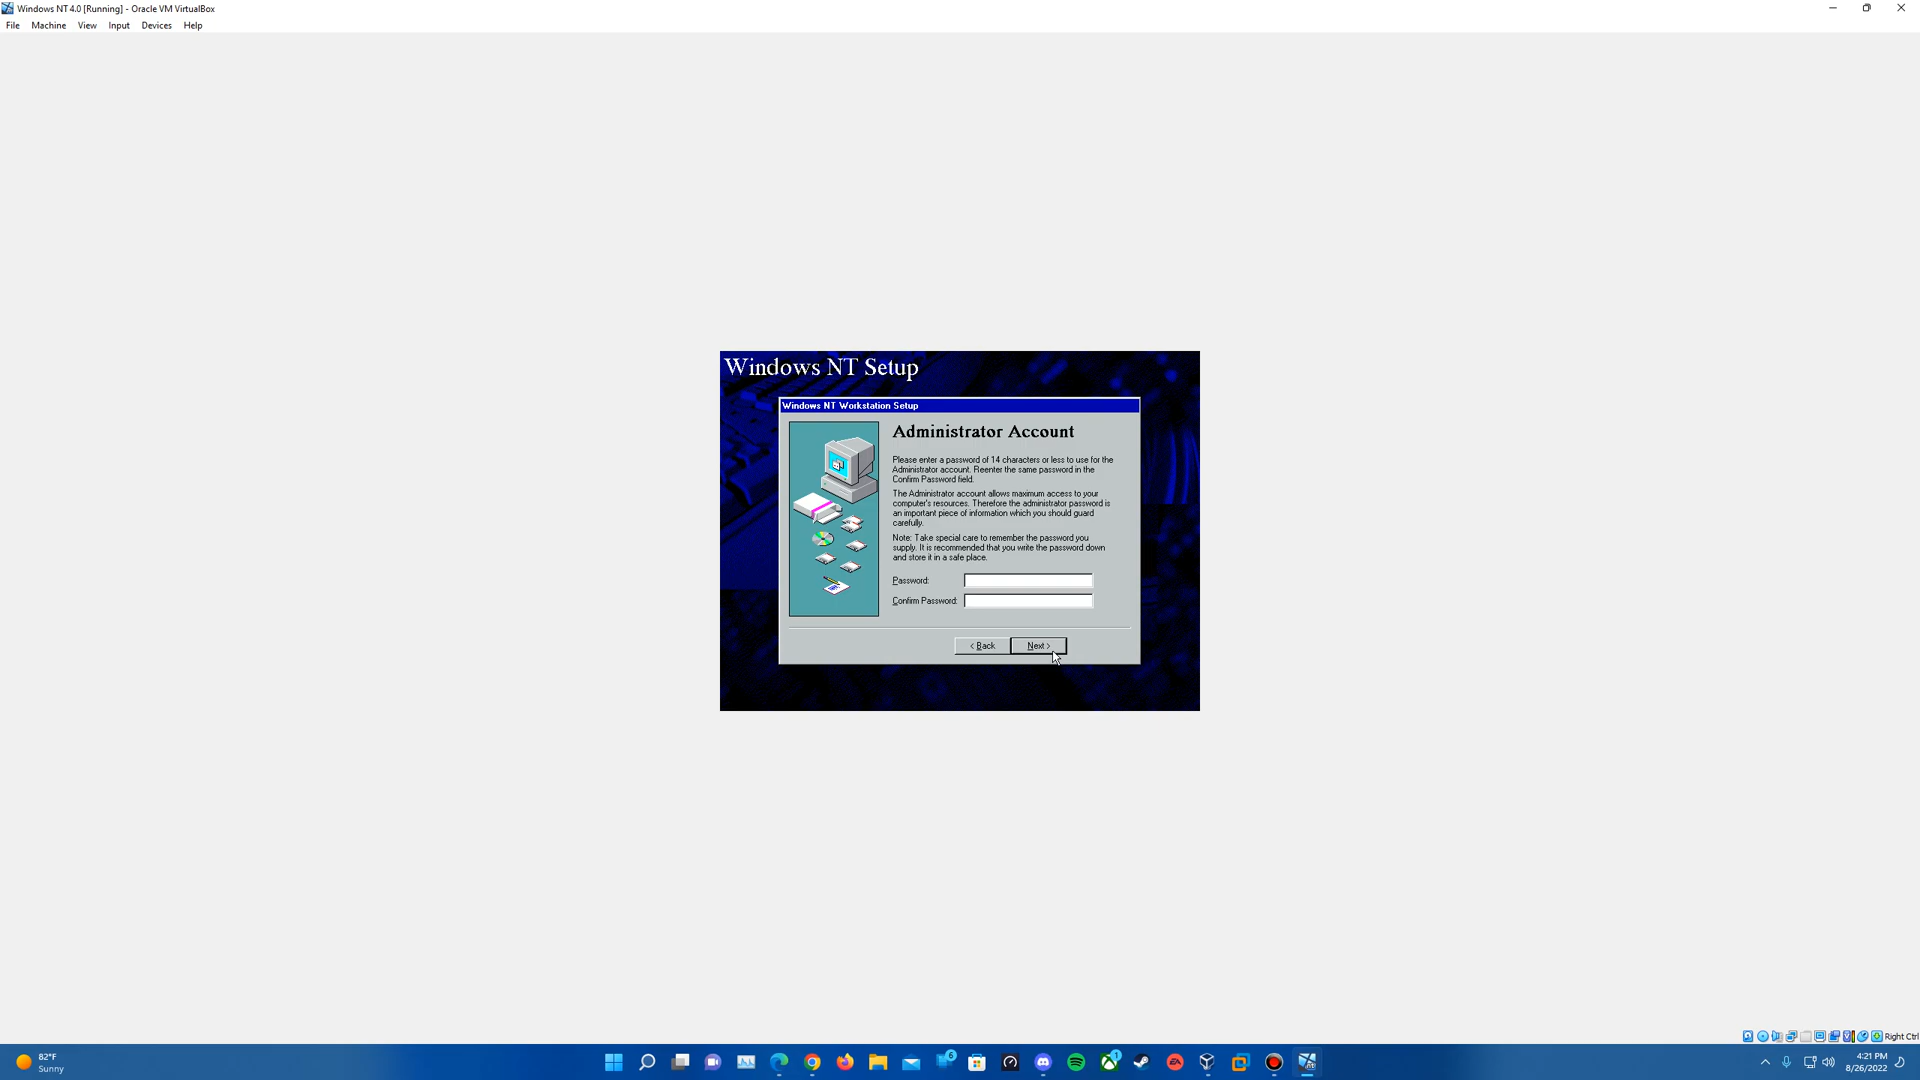 Windows NT 4.0 [Running] - Oracle VM VirtualBox
File Machine View Input Devices Help
Windows NT Setup
Windows NT Workstation Setup
Administrator Account
Please enter a password of 14 characters or less to use for the
Administrator account. Reenter the same password in the
Confirm Password field.
The Administrator account allows maximum access to your
computer's resources. Therefore the administrator password is
an important piece of information which you should guard
carefully.
Note: Take special care to remember the password you
supply. It is recommended that you write the password down
and store it in a safe place.
Password:
Confirm Password:
< Back Next >
Right Ctrl
82°F
Sunny
6
1
EA
4:21 PM
8/26/2022